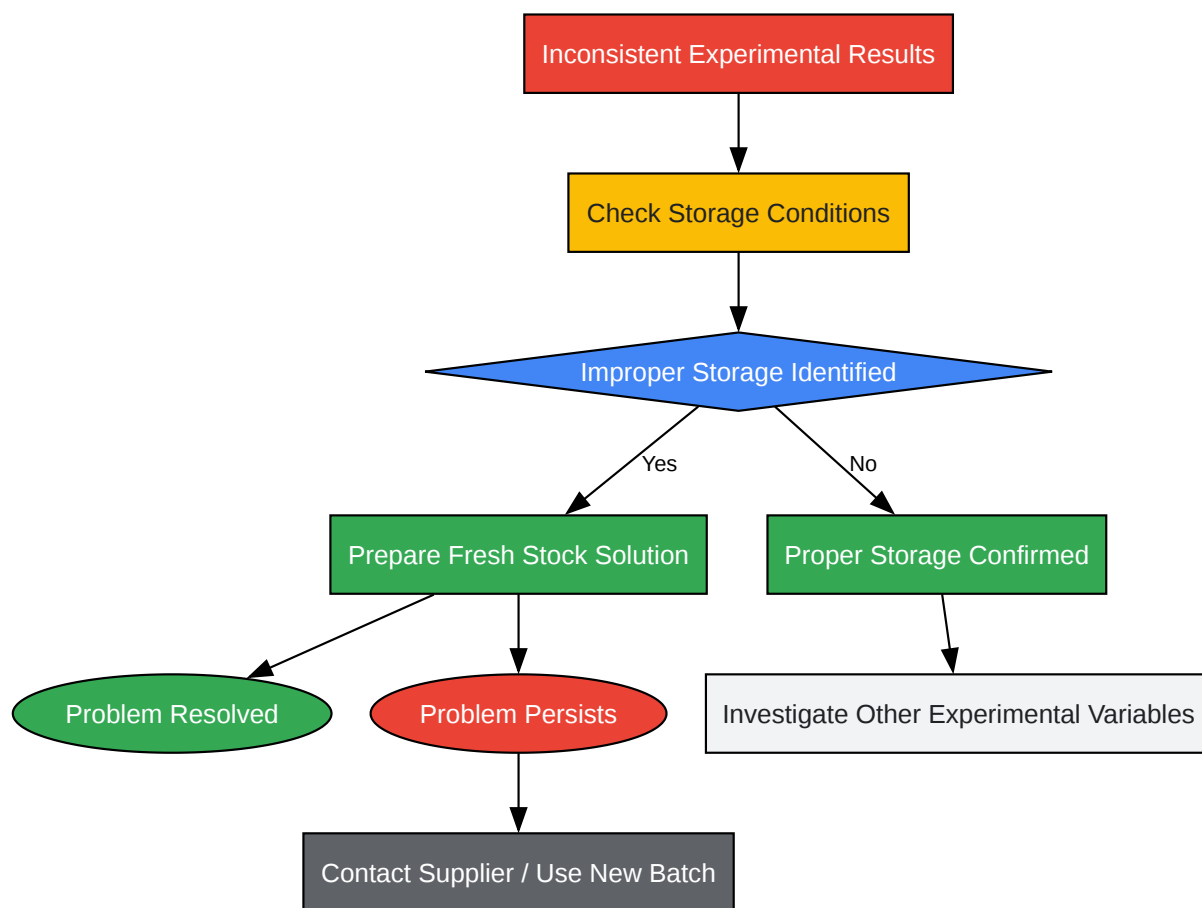 Inconsistent Experimental Results
Check Storage Conditions
Improper Storage Identified
Yes
No
Prepare Fresh Stock Solution
Proper Storage Confirmed
Problem Resolved
Problem Persists
Investigate Other Experimental Variables
Contact Supplier / Use New Batch